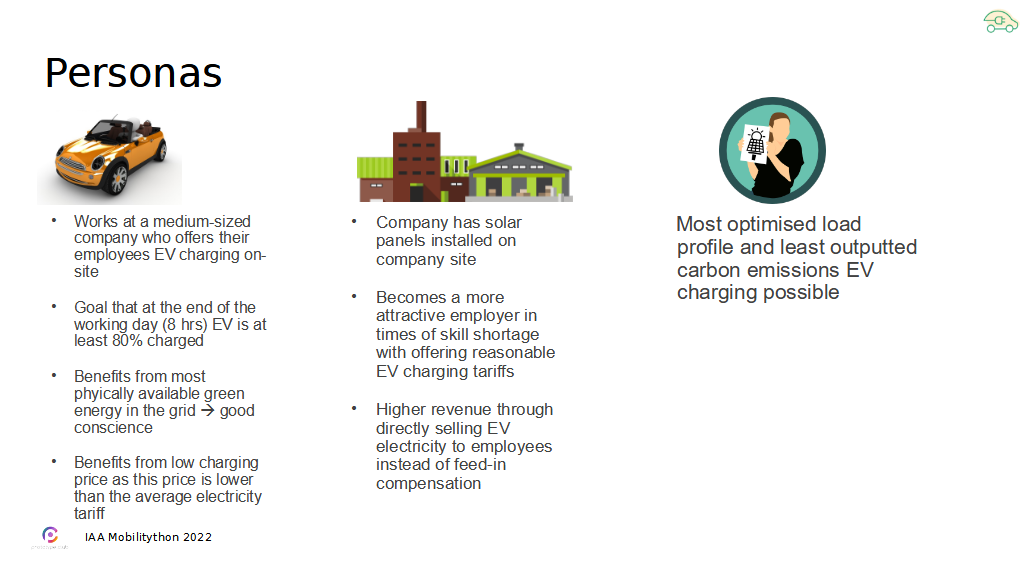 Personas
Works at a medium-sized
company who offers their
employees EV charging on-
site
Goal that at the end of the
working day (8 hrs) EV is at
least 80% charged
Benefits from most
phyically available green
energy in the grid → good
conscience
Benefits from low charging
price as this price is lower
than the average electricity
tariff
Company has solar
panels installed on
company site
Becomes a more
attractive employer in
times of skill shortage
with offering reasonable
EV charging tariffs
Higher revenue through
directly selling EV
electricity to employees
instead of feed-in
compensation
Most optimised load
profile and least outputted
carbon emissions EV
charging possible
IAA Mobilitython 2022